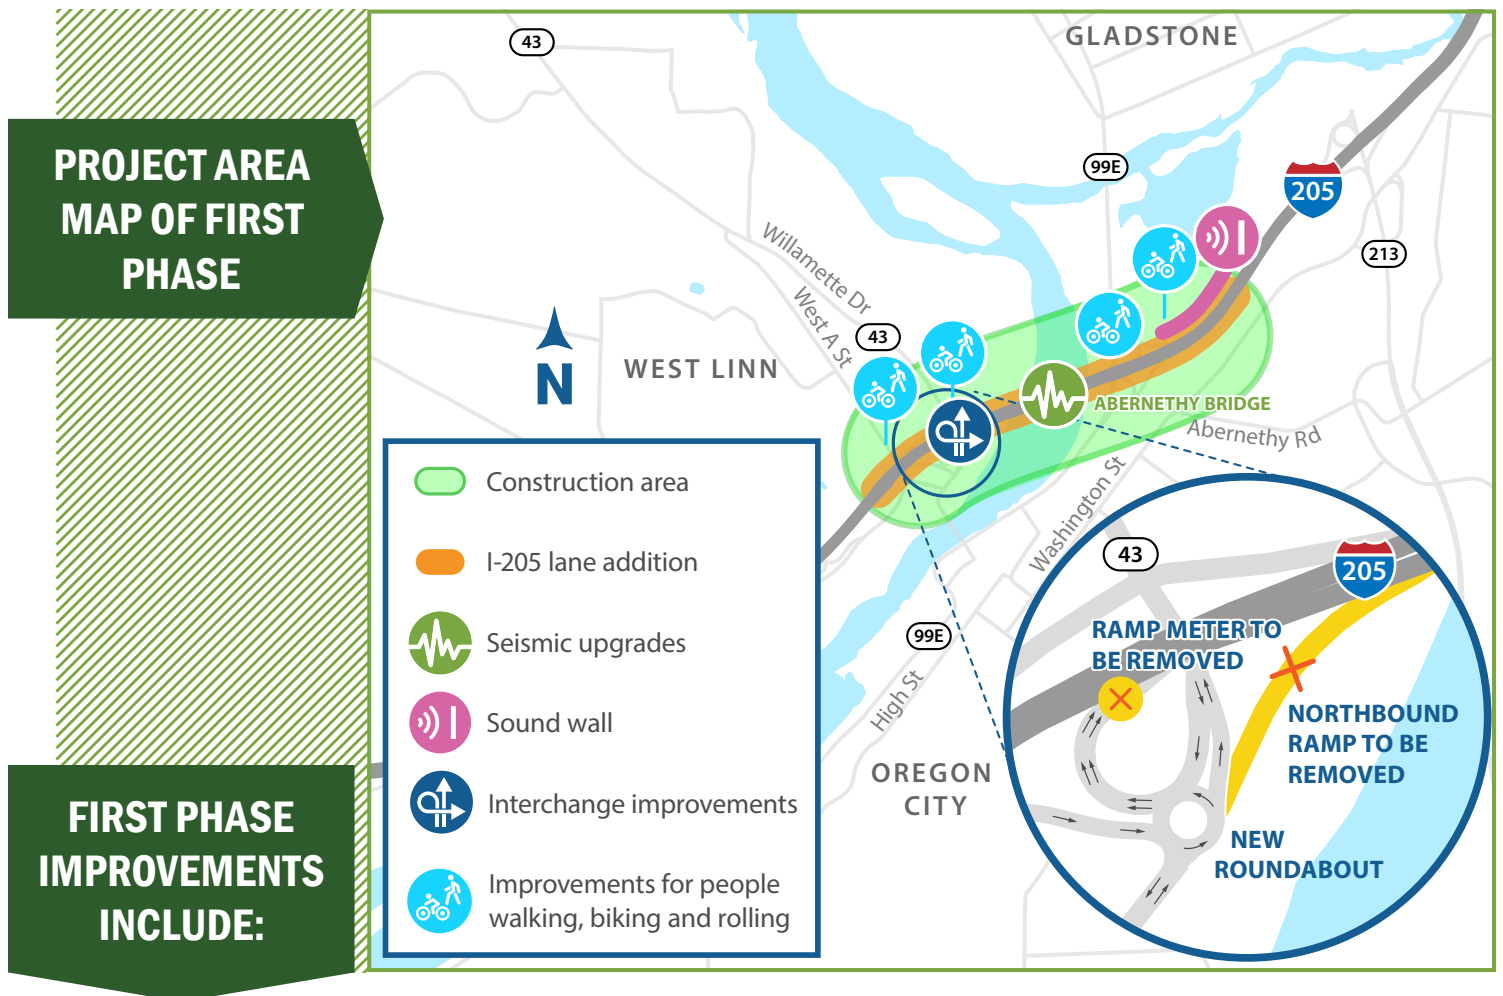 PROJECT AREA
MAP OF FIRST
PHASE
FIRST PHASE
IMPROVEMENTS
INCLUDE:
43
GLADSTONE
99E
205
213
Willamette Dr
West A St
43
WEST LINN
N
ABERNETHY BRIDGE
Abernethy Rd
Washington St
99E
High St
OREGON
CITY
Construction area
I-205 lane addition
Seismic upgrades
Sound wall
Interchange improvements
Improvements for people
walking, biking and rolling
43
205
RAMP METER TO
BE REMOVED
NORTHBOUND
RAMP TO BE
REMOVED
NEW
ROUNDABOUT